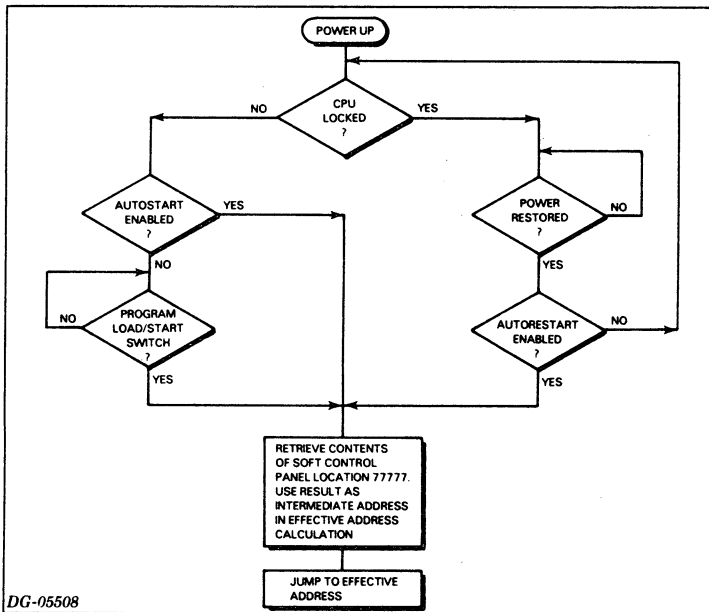 POWER UP
CPU
LOCKED
?
NO
YES
AUTOSTART
ENABLED
?
YES
NO
POWER
RESTORED
?
NO
YES
PROGRAM
LOAD/START
SWITCH
?
NO
YES
AUTORESTART
ENABLED
?
NO
YES
RETRIEVE CONTENTS
OF SOFT CONTROL
PANEL LOCATION 77777.
USE RESULT AS
INTERMEDIATE ADDRESS
IN EFFECTIVE ADDRESS
CALCULATION
JUMP TO EFFECTIVE
ADDRESS
DG-05508